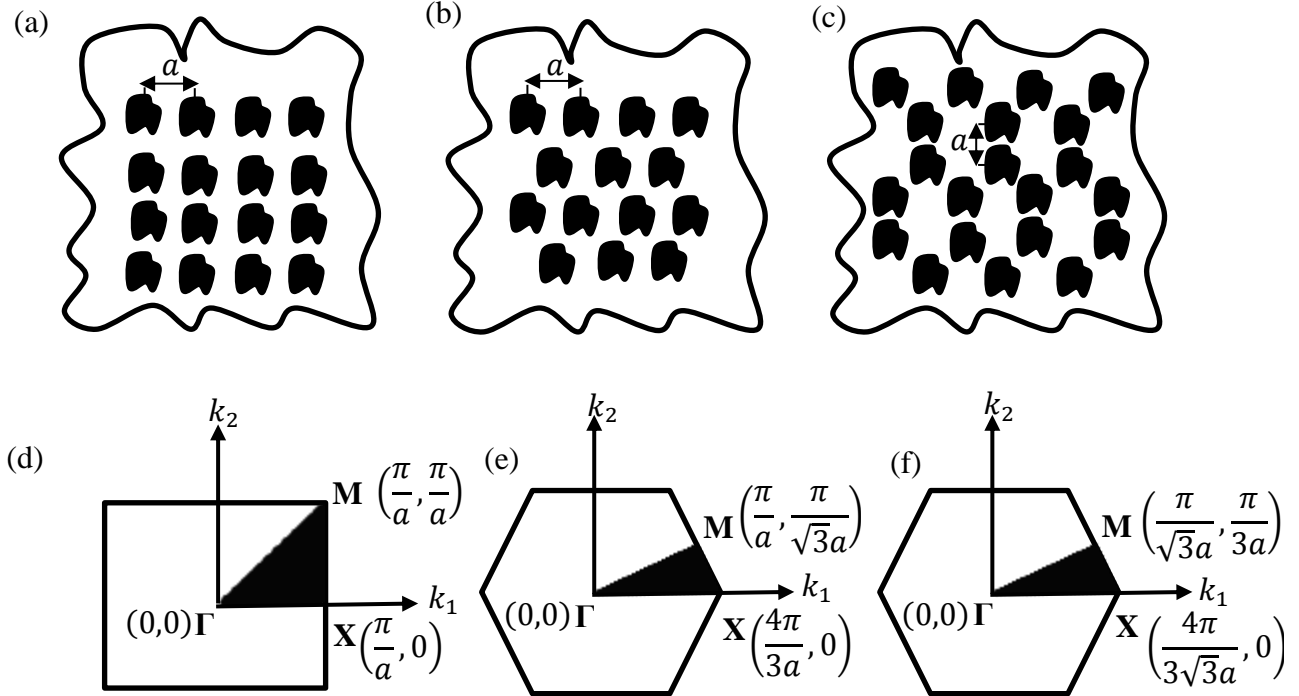 (a) (b) (c)
a a a
(d) k₂ (e) k₂ (f) k₂
M (π/a, π/a) M (π/a, π/√3a) M (π/√3a, π/3a)
(0,0) Γ k₁ (0,0) Γ k₁ (0,0) Γ k₁
X (π/a, 0) X (4π/3a, 0) X (4π/3√3a, 0)